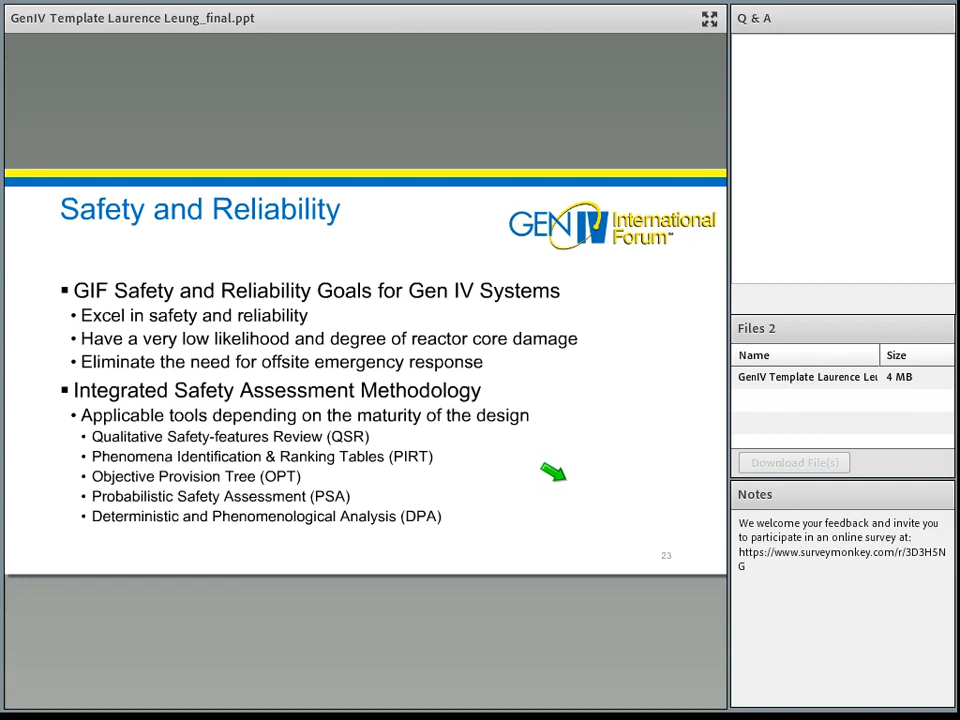 GenIV Template Laurence Leung_final.ppt
Safety and Reliability
GEN IV International
Forum™
▪ GIF Safety and Reliability Goals for Gen IV Systems
• Excel in safety and reliability
• Have a very low likelihood and degree of reactor core damage
• Eliminate the need for offsite emergency response
▪ Integrated Safety Assessment Methodology
• Applicable tools depending on the maturity of the design
• Qualitative Safety-features Review (QSR)
• Phenomena Identification & Ranking Tables (PIRT)
• Objective Provision Tree (OPT)
• Probabilistic Safety Assessment (PSA)
• Deterministic and Phenomenological Analysis (DPA)
23
Q & A
Files 2
Name Size
GenIV Template Laurence Leu 4 MB
Download File(s)
Notes
We welcome your feedback and invite you
to participate in an online survey at:
https://www.surveymonkey.com/r/3D3H5N
G